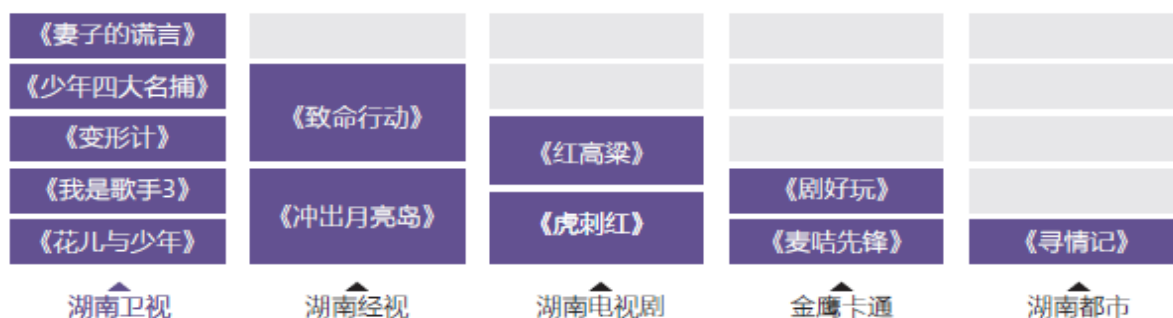 《妻子的谎言》
《少年四大名捕》
《变形计》
《我是歌手3》
《花儿与少年》
湖南卫视
《致命行动》
《冲出月亮岛》
湖南经视
《红高粱》
《虎刺红》
湖南电视剧
《剧好玩》
《麦咭先锋》
金鹰卡通
《寻情记》
湖南都市